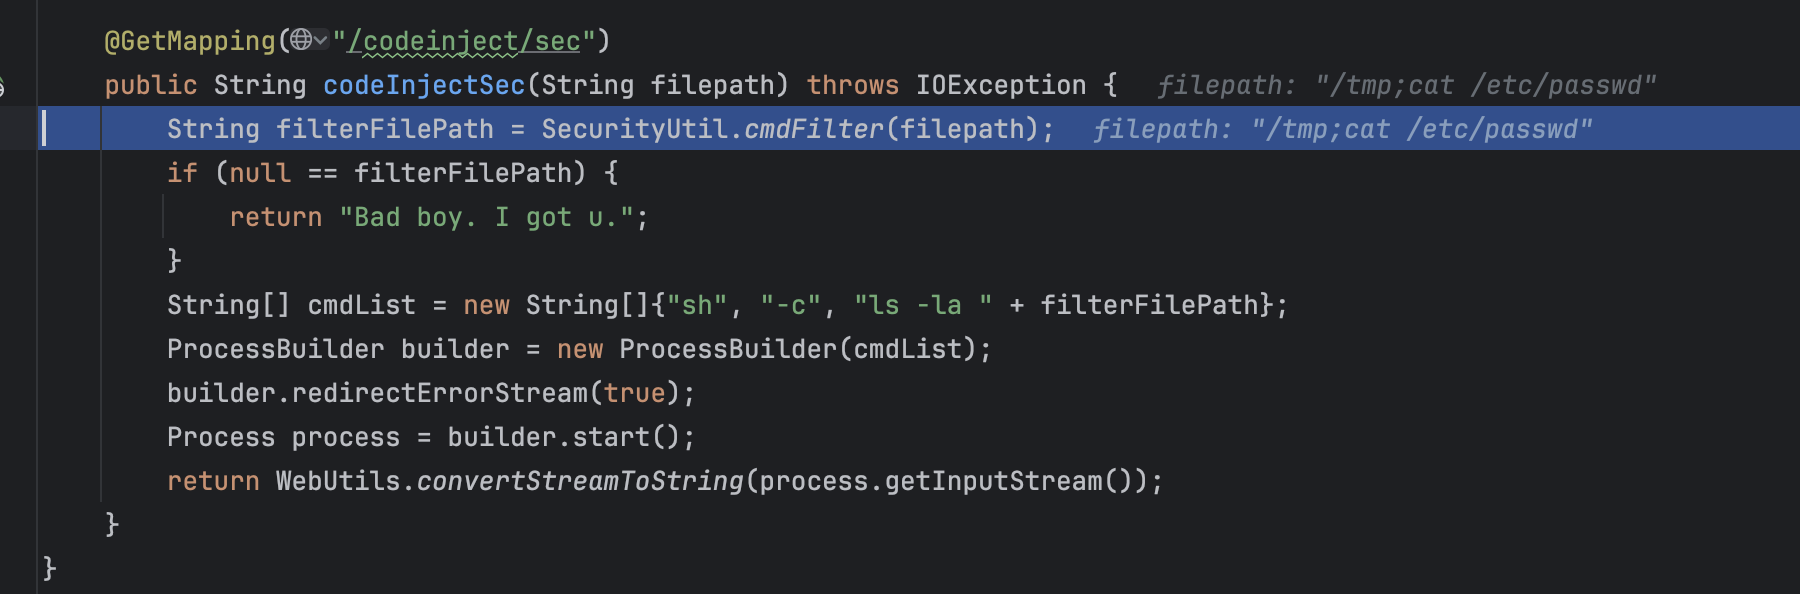 @GetMapping("/codeinject/sec")
public String codeInjectSec(String filepath) throws IOException {  filepath: "/tmp;cat /etc/passwd"
String filterFilePath = SecurityUtil.cmdFilter(filepath);  filepath: "/tmp;cat /etc/passwd"
if (null == filterFilePath) {
return "Bad boy. I got u.";
}
String[] cmdList = new String[]{"sh", "-c", "ls -la " + filterFilePath};
ProcessBuilder builder = new ProcessBuilder(cmdList);
builder.redirectErrorStream(true);
Process process = builder.start();
return WebUtils.convertStreamToString(process.getInputStream());
}
}